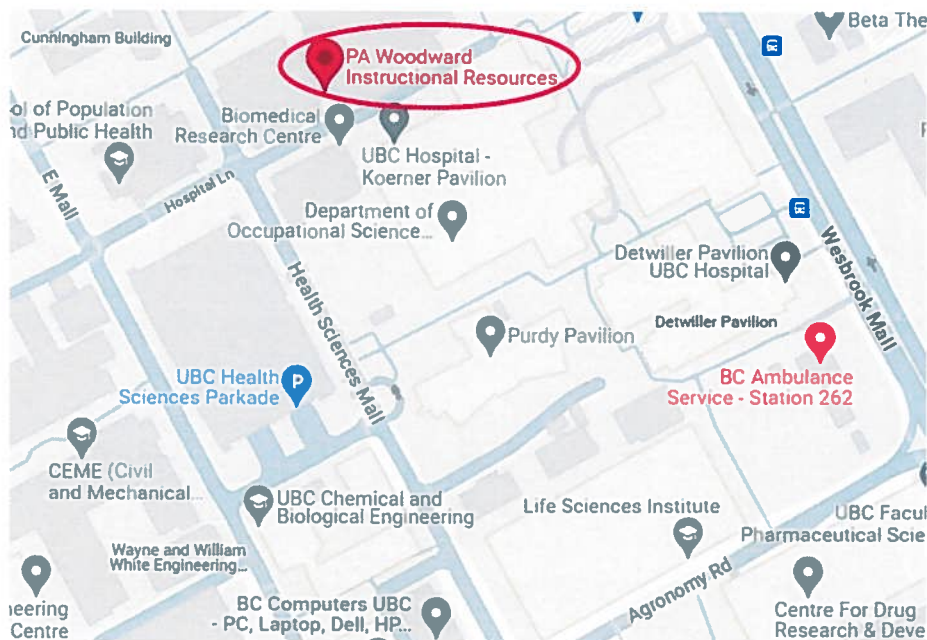 Beta The
Cunningham Building
PA Woodward
Instructional Resources
ol of Population
nd Public Health
Biomedical
Research Centre
UBC Hospital -
Koerner Pavilion
E Mall
Hospital Ln
Department of
Occupational Science...
Health Sciences Mall
Detwiller Pavilion
UBC Hospital
Wesbrook Mall
Detwiller Pavilion
Purdy Pavilion
UBC Health
Sciences Parkade
P
BC Ambulance
Service - Station 262
CEME (Civil
and Mechanical...
UBC Chemical and
Biological Engineering
Life Sciences Institute
UBC Facul
Pharmaceutical Scie
Wayne and William
White Engineering...
Agronomy Rd
neering
Centre
BC Computers UBC
- PC, Laptop, Dell, HP...
Centre For Drug
Research & Deve